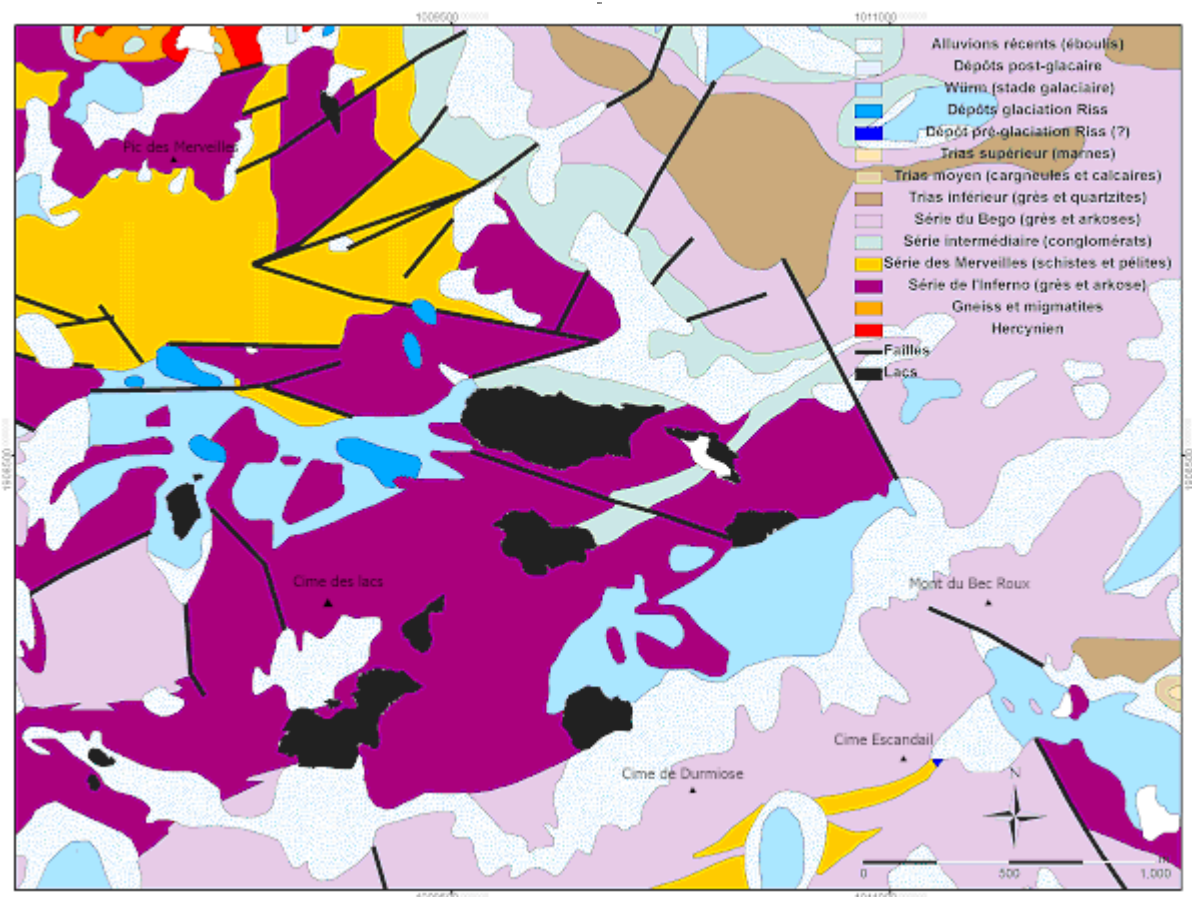 1009500 1011000
Alluvions récents (éboulis)
Dépôts post-glacaire
Würm (stade galaciaire)
Dépôts glaciation Riss
Dépôt pré-glaciation Riss (?)
Trias supérieur (marnes)
Trias moyen (cargneules et calcaires)
Trias inférieur (grès et quartzites)
Série du Bego (grès et arkoses)
Série intermédiaire (conglomérats)
Série des Merveilles (schistes et pélites)
Série de l'Inferno (grès et arkose)
Gneiss et migmatites
Hercynien
Failles
Lacs
Pic des Merveilles
Cime des lacs
Mont du Bec Roux
Cime Escandail
Cime de Durmiose
N
0 500 1,000
1009500 1011000